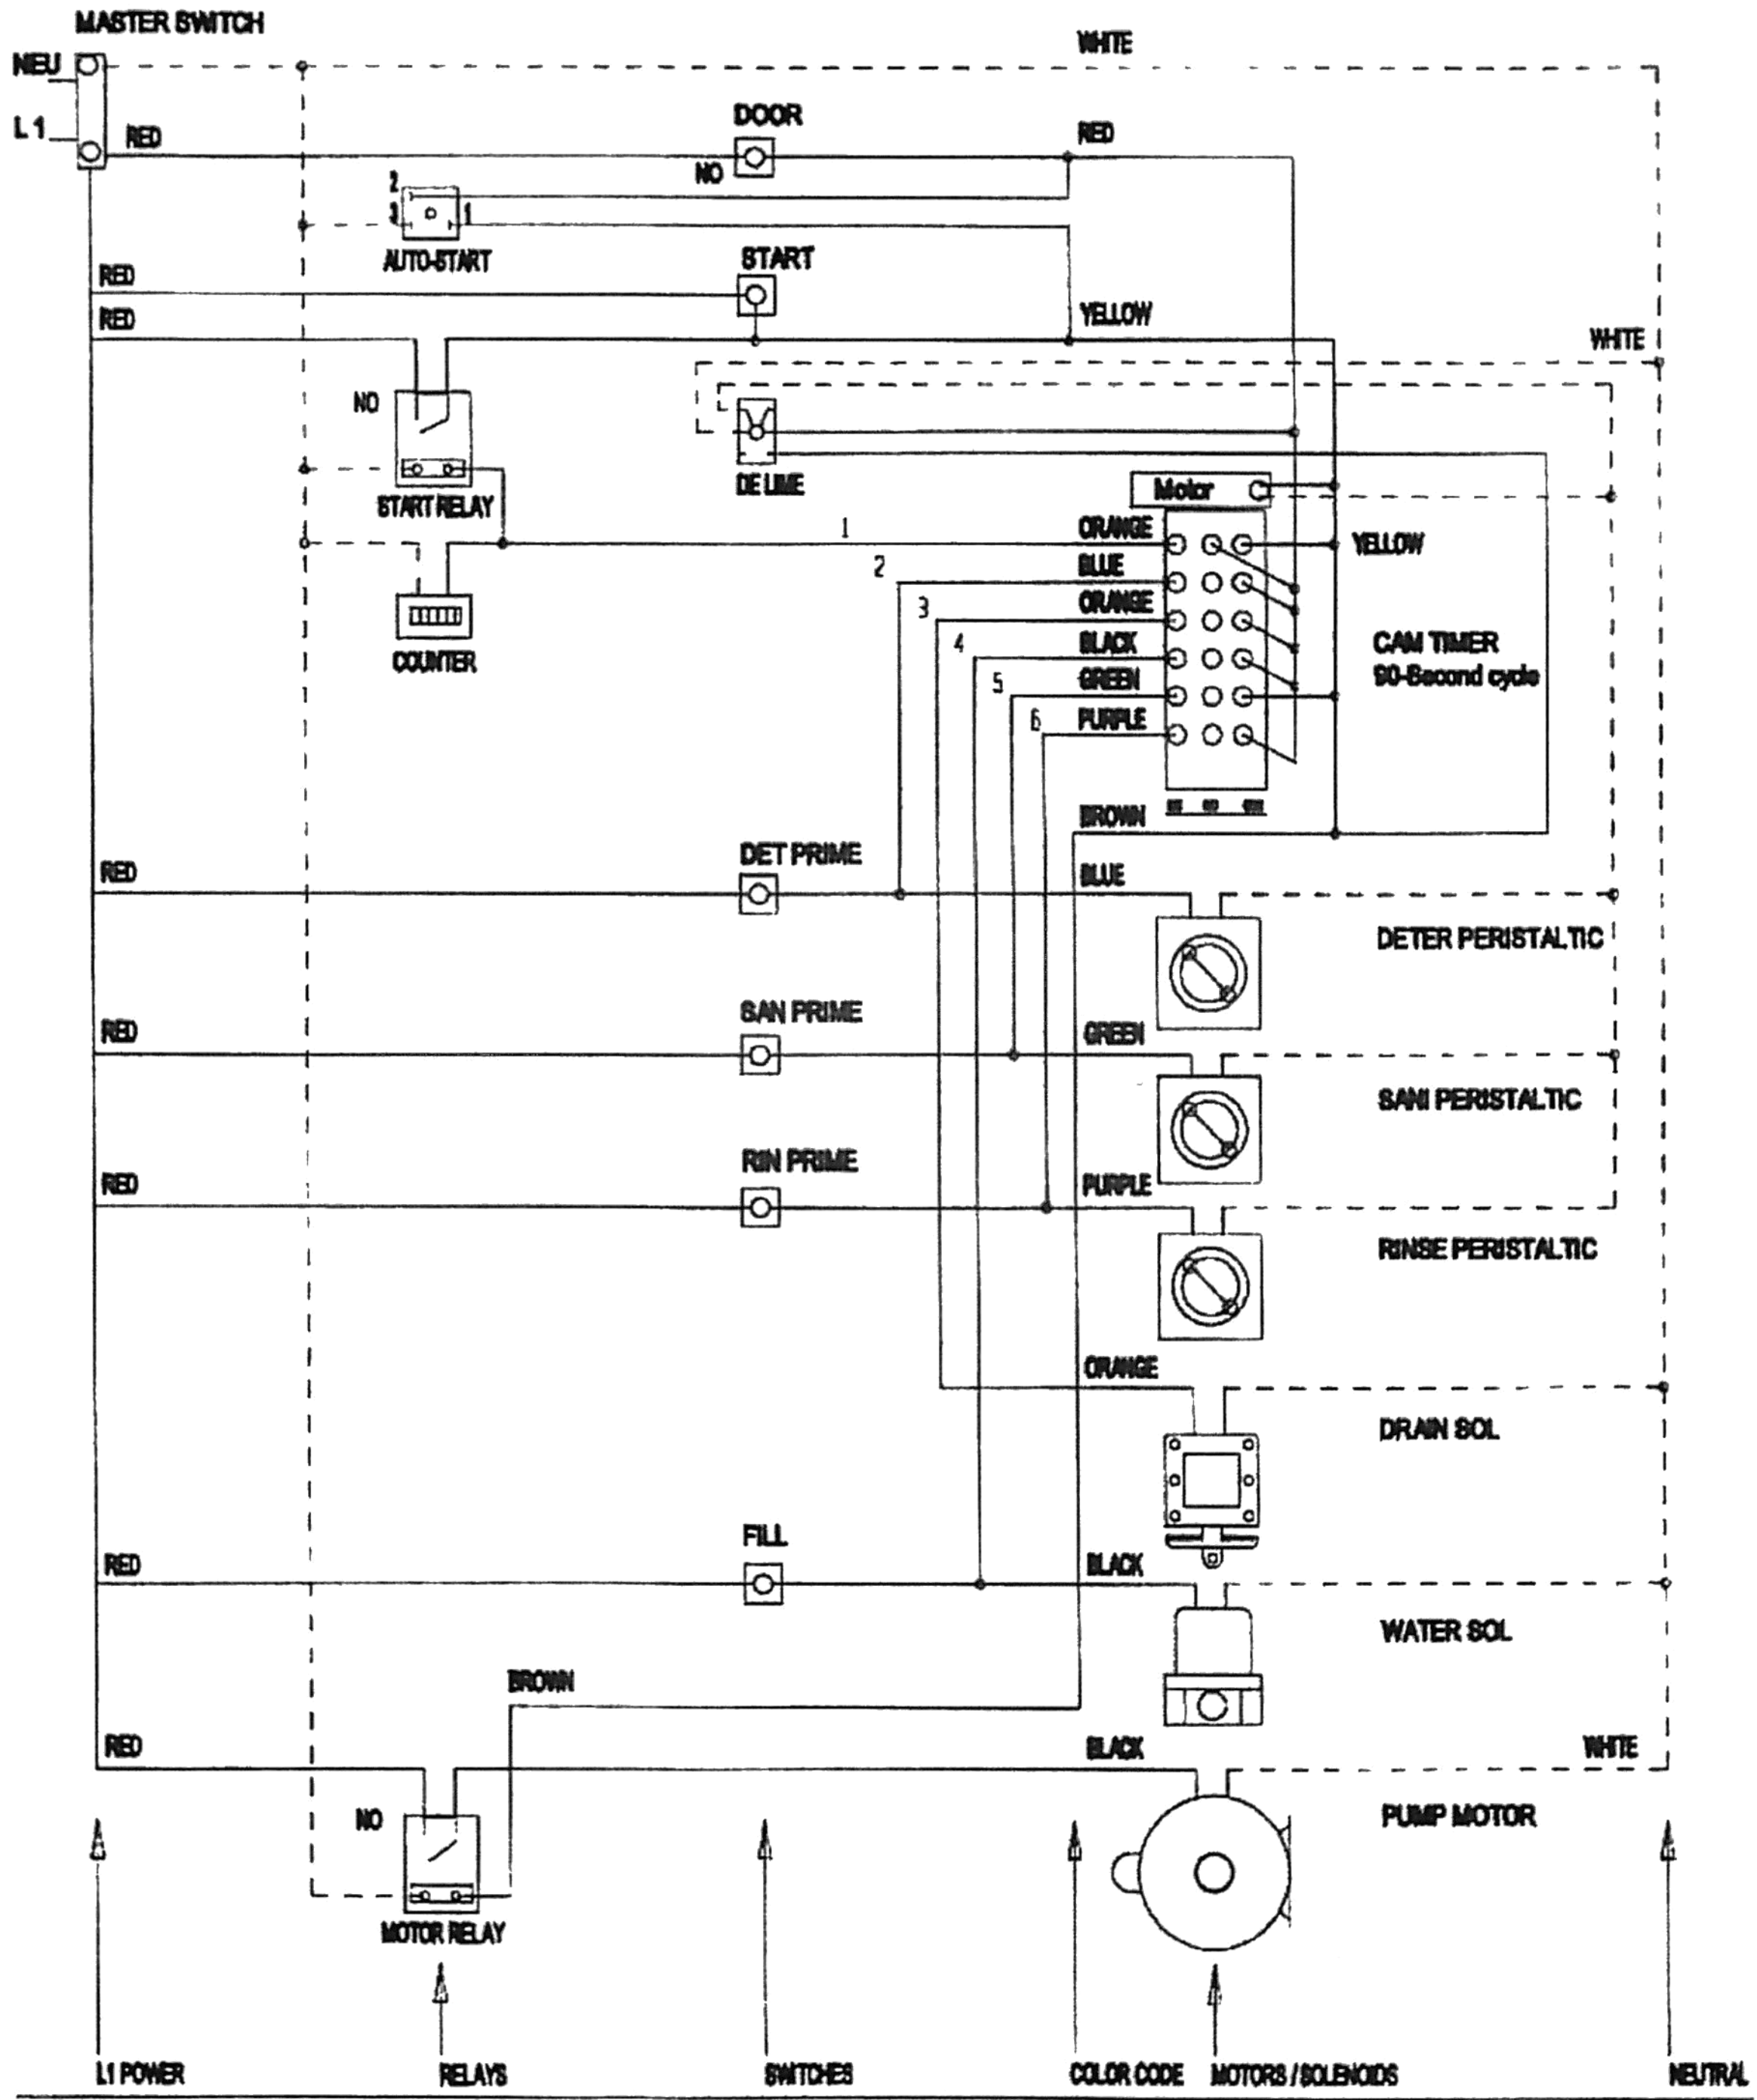 MASTER SWITCH
NEU
WHITE
L 1
RED
DOOR
NO
RED
2
3
1
AUTO-START
RED
START
RED
YELLOW
WHITE
NO
DE LIME
START RELAY
Motor
1
ORANGE
YELLOW
2
BLUE
3
ORANGE
4
BLACK
CAM TIMER
90-Second cycle
5
GREEN
6
PURPLE
COUNTER
BROWN
DET PRIME
RED
BLUE
DETER PERISTALTIC
SAN PRIME
RED
GREEN
SANI PERISTALTIC
RIN PRIME
RED
PURPLE
RINSE PERISTALTIC
ORANGE
DRAIN SOL
FILL
RED
BLACK
WATER SOL
BROWN
RED
BLACK
WHITE
NO
PUMP MOTOR
MOTOR RELAY
L1 POWER
RELAYS
SWITCHES
COLOR CODE
MOTORS / SOLENOIDS
NEUTRAL